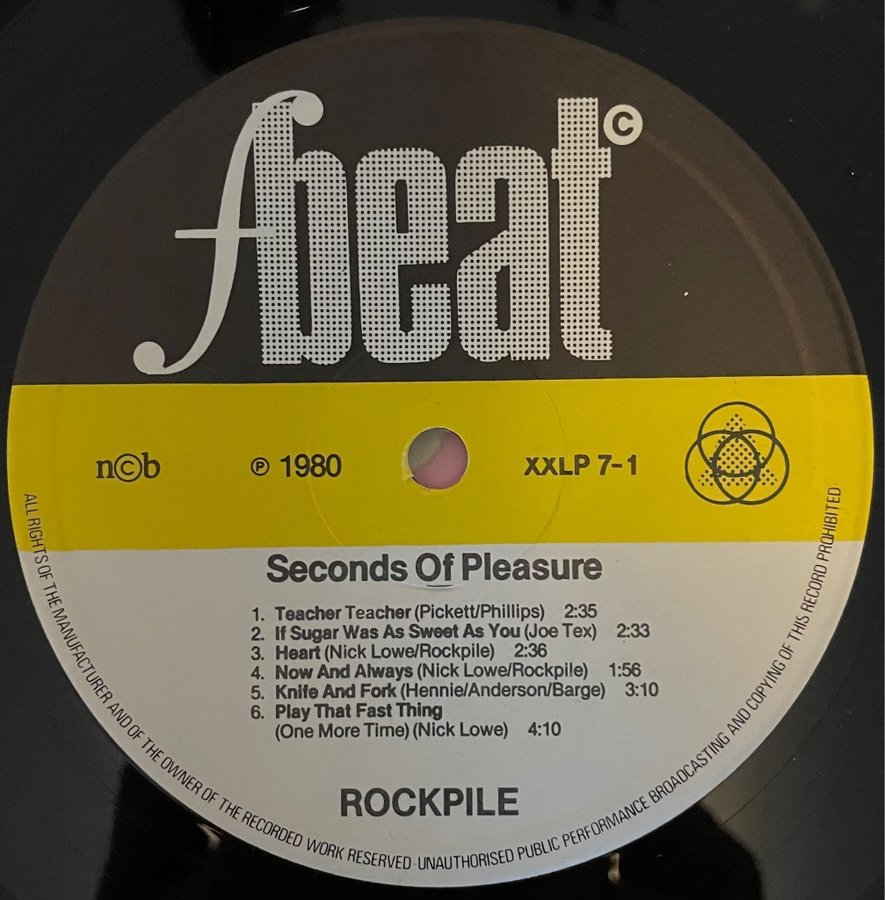 fbeat ©
n©b ℗ 1980 XXLP 7-1
Seconds Of Pleasure
1. Teacher Teacher (Pickett/Phillips) 2:35
2. If Sugar Was As Sweet As You (Joe Tex) 2:33
3. Heart (Nick Lowe/Rockpile) 2:36
4. Now And Always (Nick Lowe/Rockpile) 1:56
5. Knife And Fork (Hennie/Anderson/Barge) 3:10
6. Play That Fast Thing
(One More Time) (Nick Lowe) 4:10
ROCKPILE
ALL RIGHTS OF THE MANUFACTURER AND OF THE OWNER OF THE RECORDED WORK RESERVED · UNAUTHORISED PUBLIC PERFORMANCE BROADCASTING AND COPYING OF THIS RECORD PROHIBITED